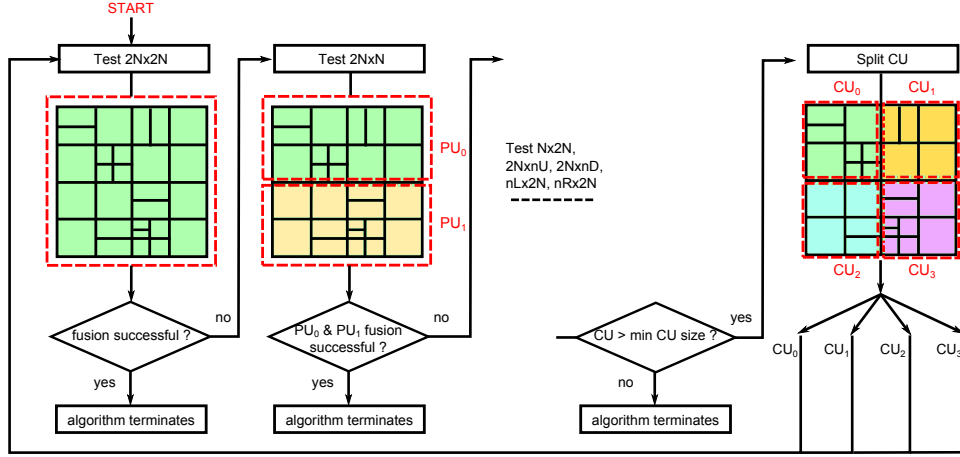 START
Test 2Nx2N
Test 2NxN
Split CU
CU0
CU1
PU0
PU1
Test Nx2N,
2NxnU, 2NxnD,
nLx2N, nRx2N
CU2
CU3
fusion successful ?
no
PU0 & PU1 fusion
successful ?
no
CU > min CU size ?
yes
yes
yes
no
CU0
CU1
CU2
CU3
algorithm terminates
algorithm terminates
algorithm terminates